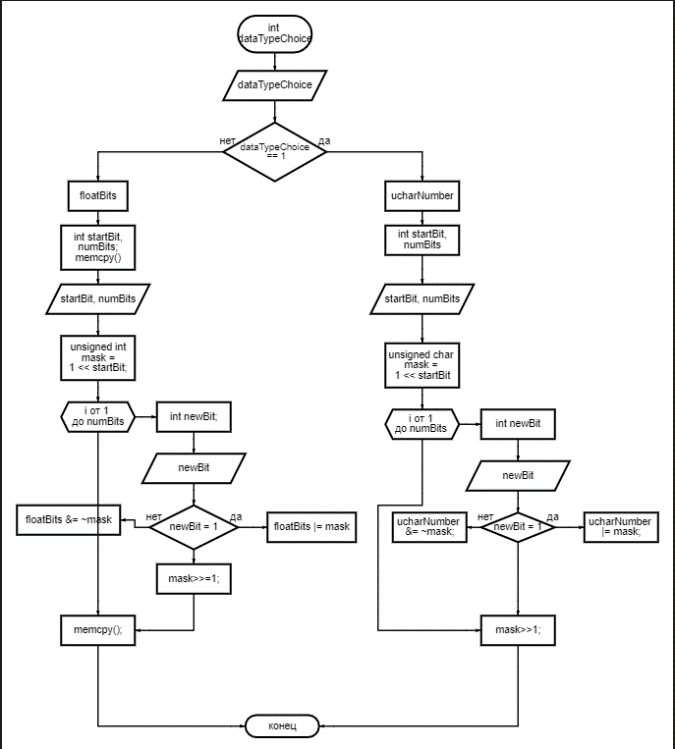 int
dataTypeChoice
dataTypeChoice
нет
dataTypeChoice
== 1
да
floatBits
ucharNumber
int startBit,
numBits;
memcpy()
int startBit,
numBits
startBit, numBits
startBit, numBits
unsigned int
mask =
1 << startBit;
unsigned char
mask =
1 << startBit
i от 1
до numBits
int newBit;
i от 1
до numBits
int newBit
newBit
newBit
floatBits &= ~mask
нет
newBit = 1
да
floatBits |= mask
ucharNumber
&= ~mask;
нет
newBit = 1
да
ucharNumber
|= mask;
mask>>=1;
memcpy();
mask>>1;
конец